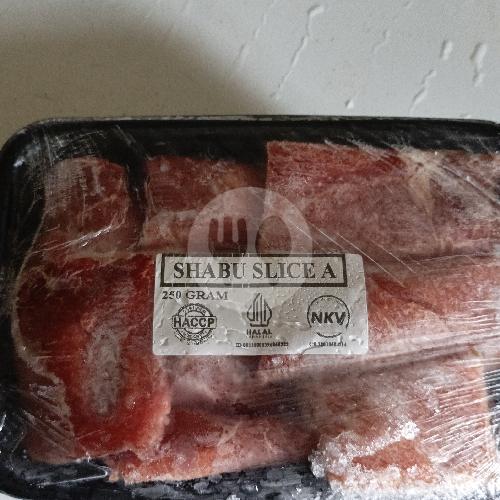 SHABU SLICE A
250 GRAM
HACCP
HALAL
NKV